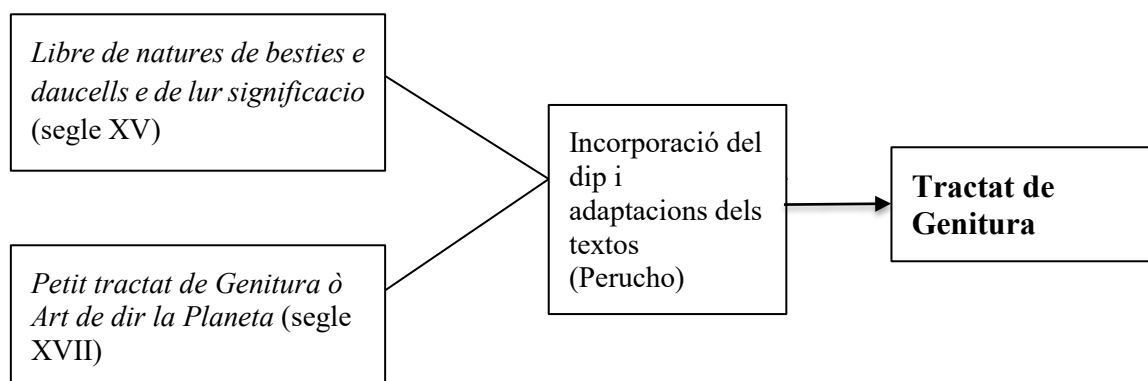 Libre de natures de besties e
daucells e de lur significacio
(segle XV)
Petit tractat de Genitura ò
Art de dir la Planeta (segle
XVII)
Incorporació del
dip i
adaptacions dels
textos
(Perucho)
Tractat de
Genitura